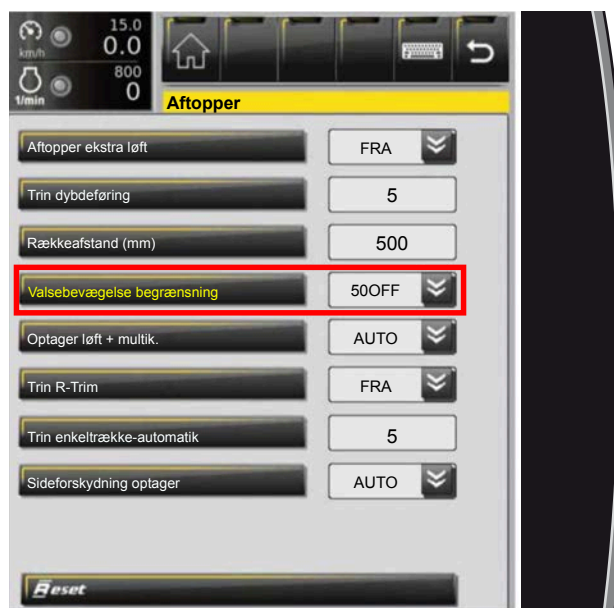 15.0
km/h 0.0
800
1/min 0
Aftopper
Aftopper ekstra løft FRA
Trin dybdeføring 5
Rækkeafstand (mm) 500
Valsebevægelse begrænsning 50OFF
Optager løft + multik. AUTO
Trin R-Trim FRA
Trin enkeltrække-automatik 5
Sideforskydning optager AUTO
Reset